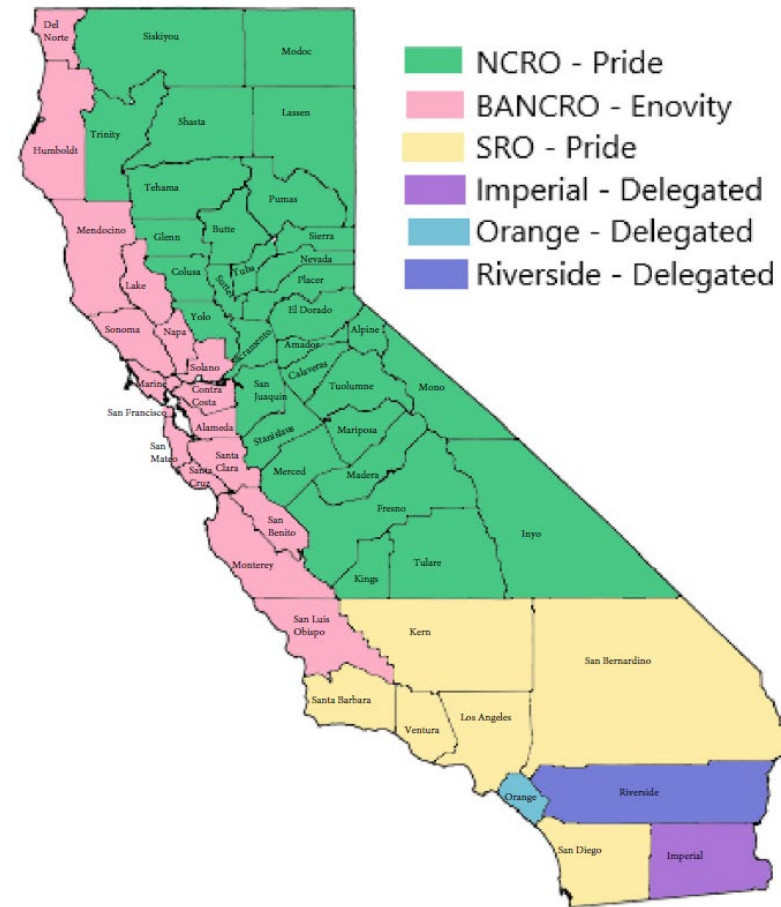 Del
Norte
Siskiyou
Modoc
NCRO - Pride
BANCRO - Enovity
SRO - Pride
Imperial - Delegated
Orange - Delegated
Riverside - Delegated
Humboldt
Trinity
Shasta
Lassen
Tehama
Pumas
Mendocino
Glenn
Butte
Sierra
Lake
Colusa
Sutter
Yuba
Nevada
Placer
Sonoma
Napa
Yolo
El Dorado
Solano
Sacramento
Amador
Alpine
Marine
Contra
Costa
San
Juaquin
Calaveras
Tuolumne
Mono
San Francisco
Alameda
Stanislaus
Mariposa
San
Mateo
Santa
Clara
Santa
Cruz
Merced
Madera
San
Benito
Fresno
Inyo
Monterey
Kings
Tulare
San Luis
Obispo
Kern
San Bernardino
Santa Barbara
Ventura
Los Angeles
Orange
Riverside
San Diego
Imperial